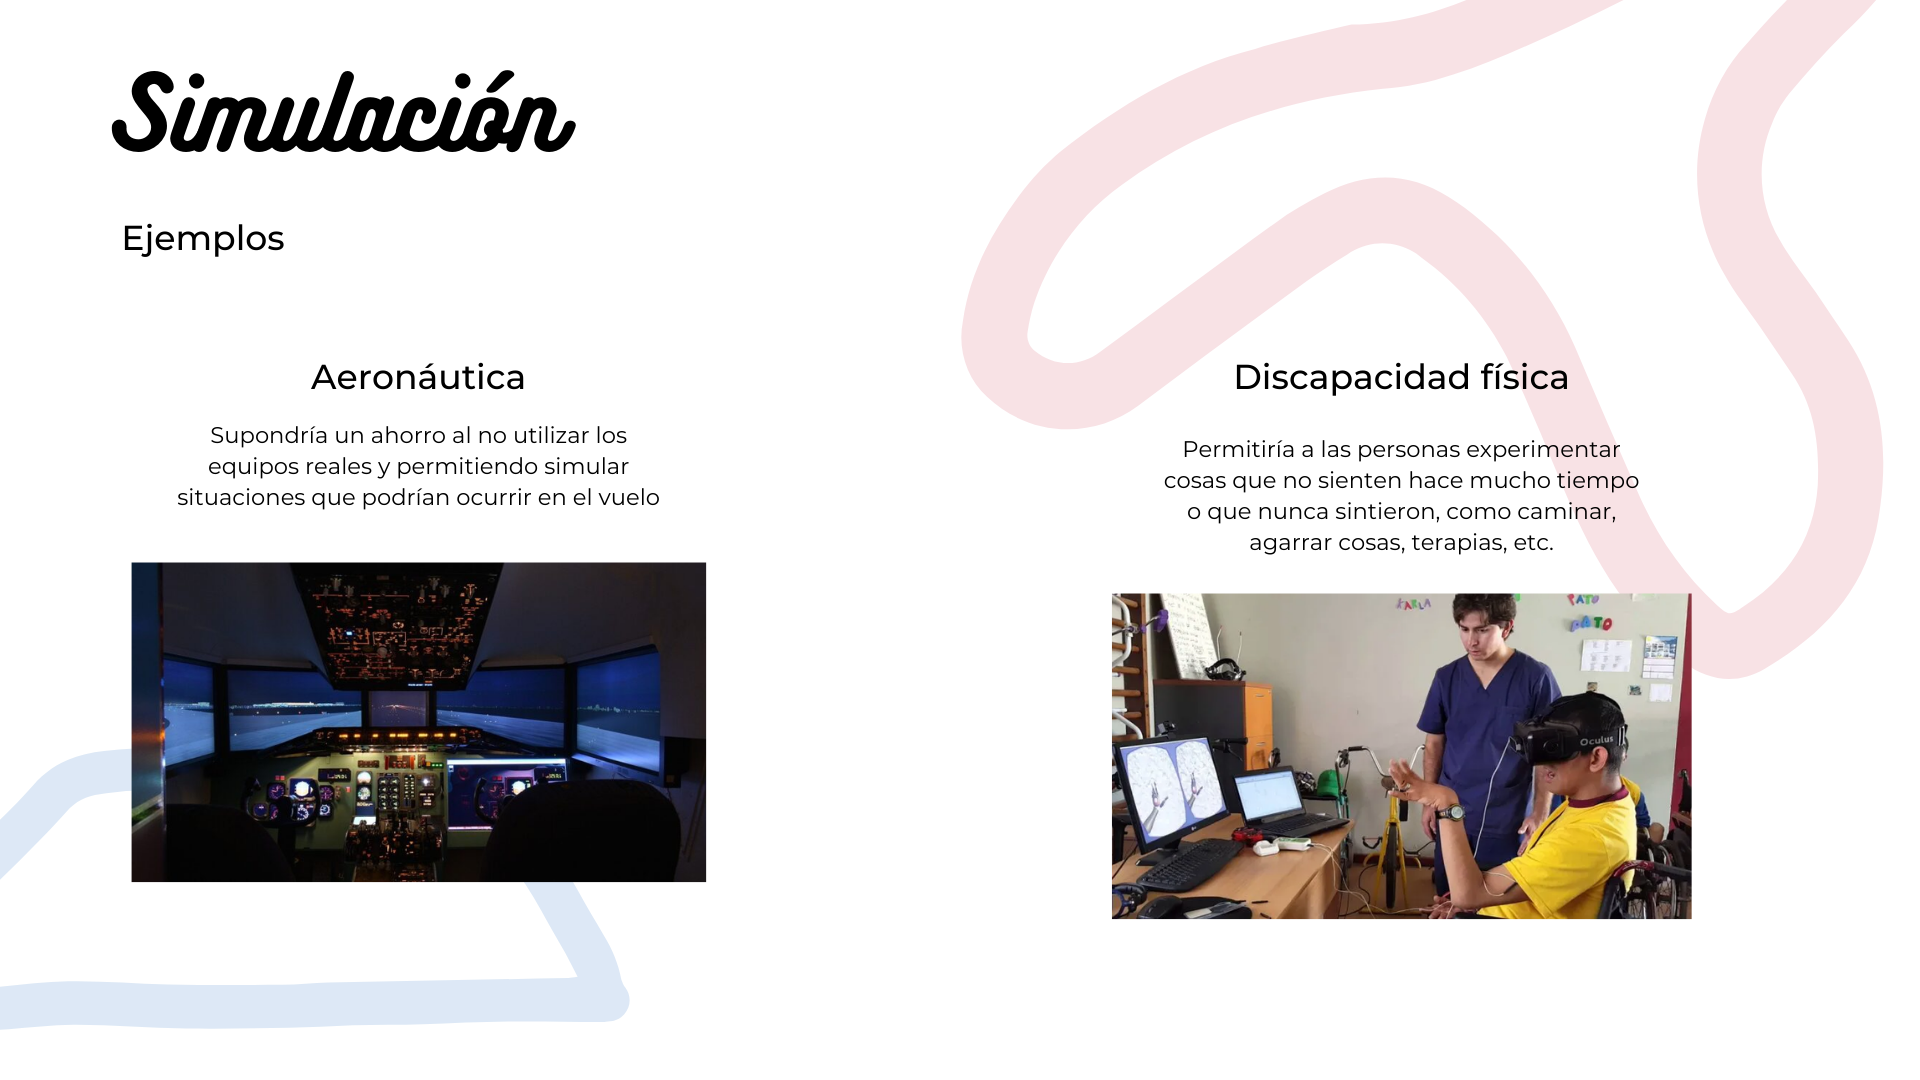 Simulación
Ejemplos
Aeronáutica
Supondría un ahorro al no utilizar los
equipos reales y permitiendo simular
situaciones que podrían ocurrir en el vuelo
Discapacidad física
Permitiría a las personas experimentar
cosas que no sienten hace mucho tiempo
o que nunca sintieron, como caminar,
agarrar cosas, terapias, etc.
KARLA
PATO
PATO
Oculus